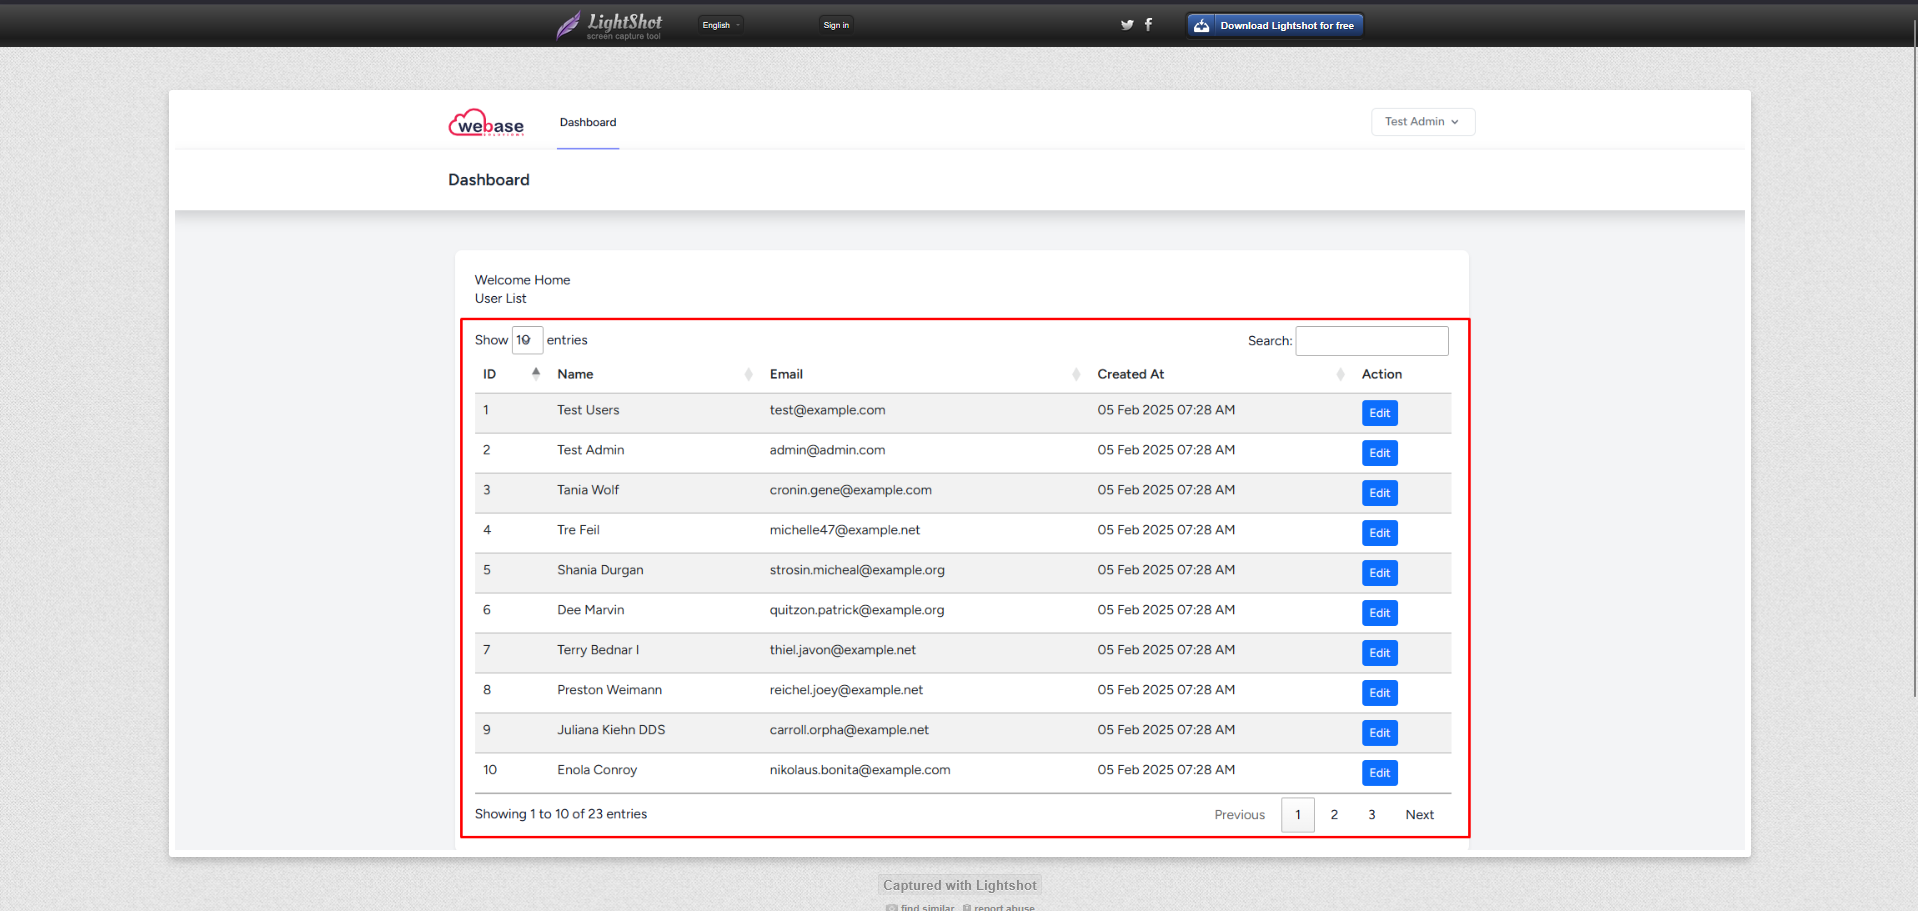 LightShot
screen capture tool
English
Sign in
Download Lightshot for free
webase
SOLUTIONS
Dashboard
Test Admin
Dashboard
Welcome Home
User List
Show 10 entries
Search:
ID Name Email Created At Action
1 Test Users test@example.com 05 Feb 2025 07:28 AM Edit
2 Test Admin admin@admin.com 05 Feb 2025 07:28 AM Edit
3 Tania Wolf cronin.gene@example.com 05 Feb 2025 07:28 AM Edit
4 Tre Feil michelle47@example.net 05 Feb 2025 07:28 AM Edit
5 Shania Durgan strosin.micheal@example.org 05 Feb 2025 07:28 AM Edit
6 Dee Marvin quitzon.patrick@example.org 05 Feb 2025 07:28 AM Edit
7 Terry Bednar I thiel.javon@example.net 05 Feb 2025 07:28 AM Edit
8 Preston Weimann reichel.joey@example.net 05 Feb 2025 07:28 AM Edit
9 Juliana Kiehn DDS carroll.orpha@example.net 05 Feb 2025 07:28 AM Edit
10 Enola Conroy nikolaus.bonita@example.com 05 Feb 2025 07:28 AM Edit
Showing 1 to 10 of 23 entries
Previous 1 2 3 Next
Captured with Lightshot
find similar report abuse